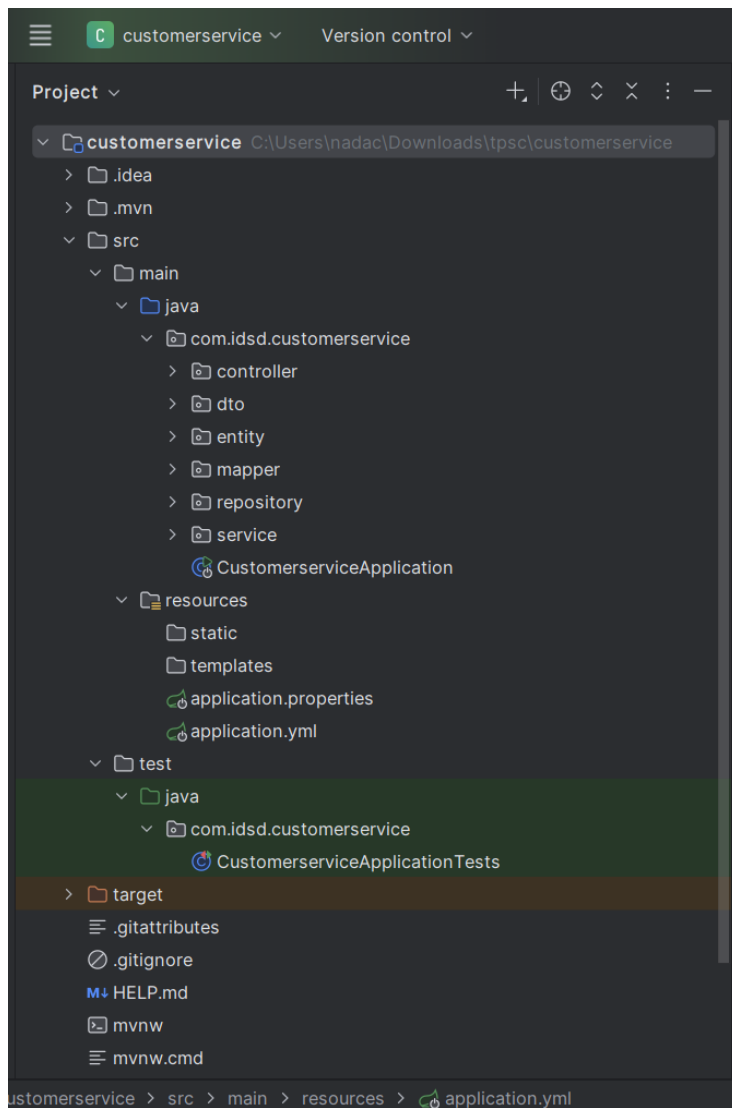 C customerservice Version control
Project
customerservice C:\Users\nadac\Downloads\tpsc\customerservice
.idea
.mvn
src
main
java
com.idsd.customerservice
controller
dto
entity
mapper
repository
service
CustomerserviceApplication
resources
static
templates
application.properties
application.yml
test
java
com.idsd.customerservice
CustomerserviceApplicationTests
target
.gitattributes
.gitignore
M↓ HELP.md
mvnw
mvnw.cmd
ustomerservice > src > main > resources > application.yml